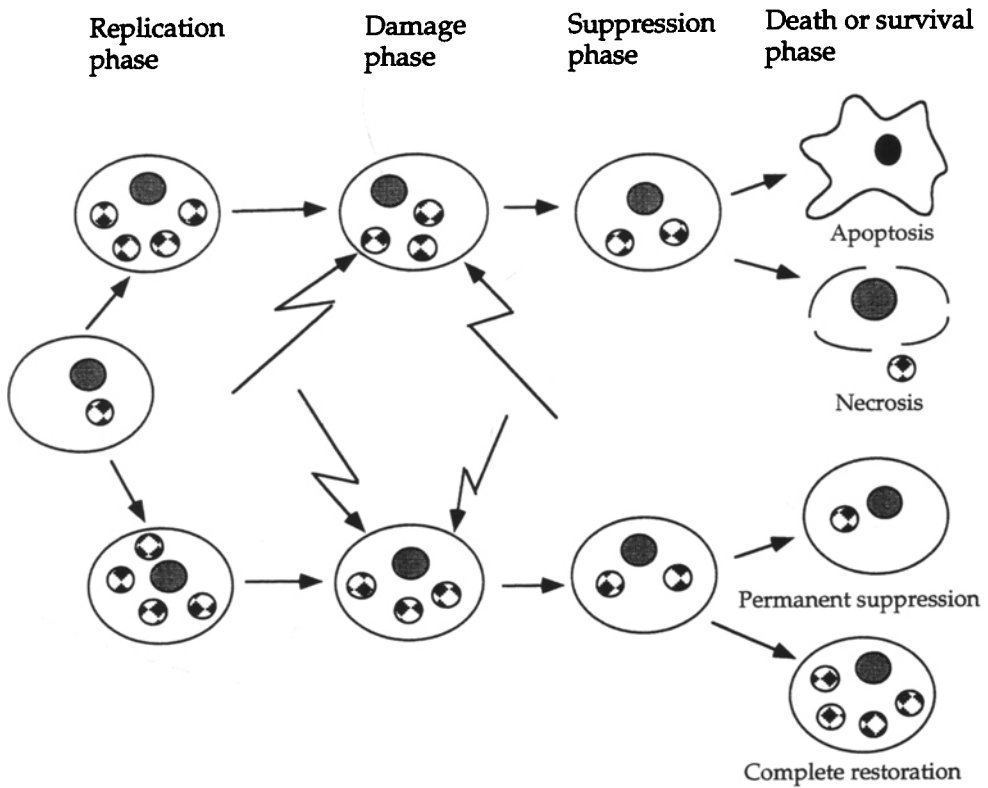 Replication
phase
Damage
phase
Suppression
phase
Death or survival
phase
Apoptosis
Necrosis
Permanent suppression
Complete restoration